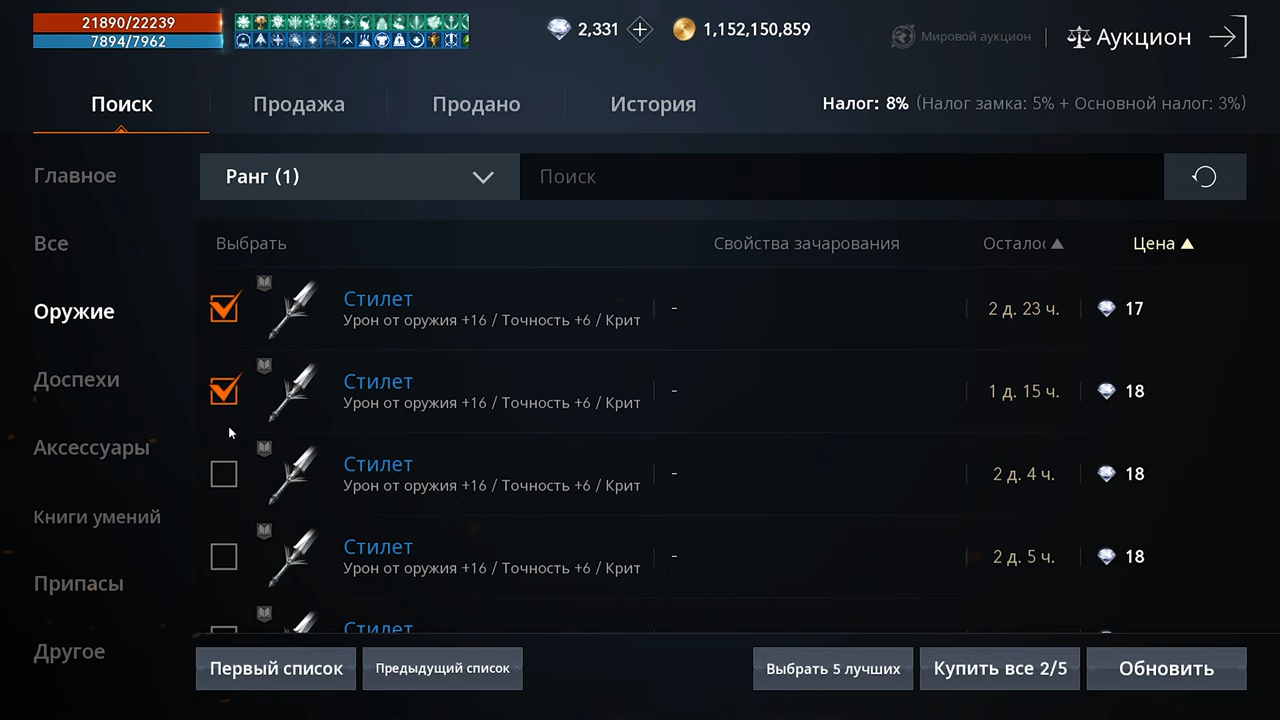 21890/22239
7894/7962
2,331
1,152,150,859
Мировой аукцион
Аукцион
Поиск
Продажа
Продано
История
Налог: 8% (Налог замка: 5% + Основной налог: 3%)
Главное
Все
Оружие
Доспехи
Аксессуары
Книги умений
Припасы
Другое
Ранг (1)
Поиск
Выбрать
Свойства зачарования
Осталос
Цена
Стилет
Урон от оружия +16 / Точность +6 / Крит
-
2 д. 23 ч.
17
Стилет
Урон от оружия +16 / Точность +6 / Крит
-
1 д. 15 ч.
18
Стилет
Урон от оружия +16 / Точность +6 / Крит
-
2 д. 4 ч.
18
Стилет
Урон от оружия +16 / Точность +6 / Крит
-
2 д. 5 ч.
18
Стилет
Первый список
Предыдущий список
Выбрать 5 лучших
Купить все 2/5
Обновить